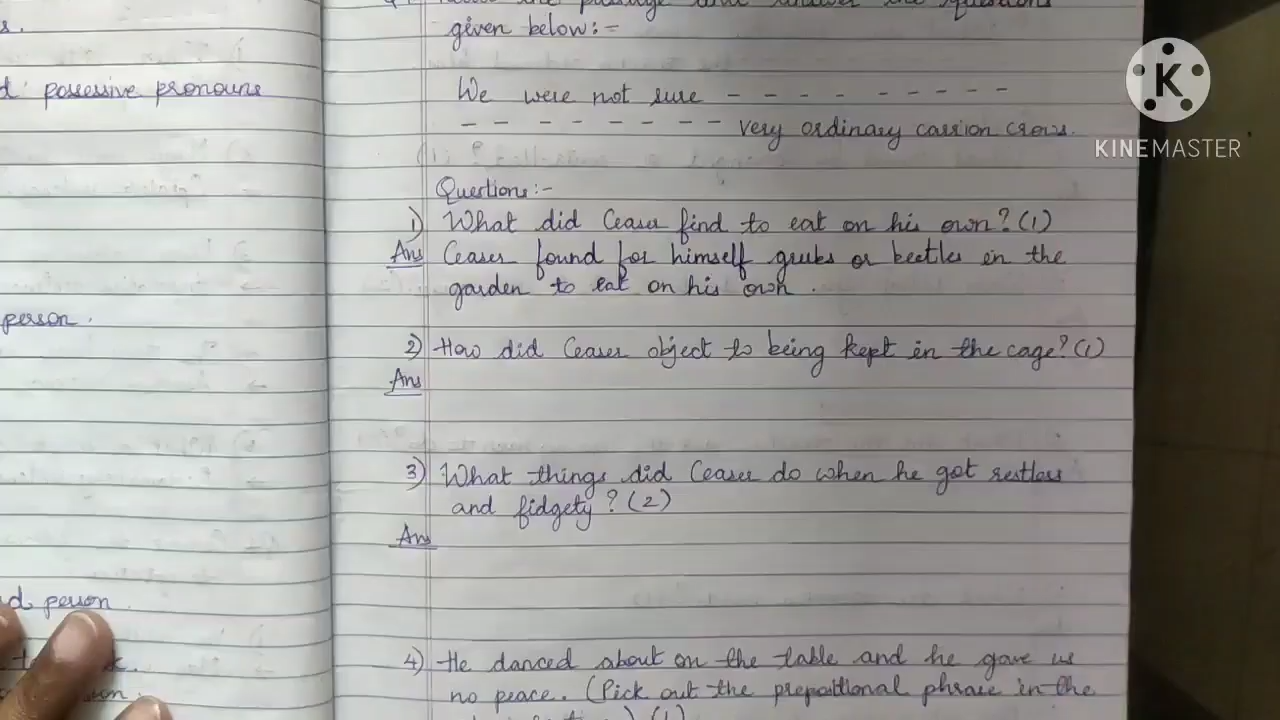 s.
d possessive pronouns
person.
d person.
given below:-
We were not sure - - - - - - - - -
- - - - - - - - very ordinary carrion crow.
Questions:-
1) What did Ceaser find to eat on his own? (1)
Ans Ceaser found for himself grubs or beetles in the
garden to eat on his own.
2) How did Ceaser object to being kept in the cage? (1)
Ans
3) What things did Ceaser do when he got restless
and fidgety? (2)
Ans
4) He danced about on the table and he gave us
no peace. (Pick out the prepositional phrase in the
K
KINEMASTER